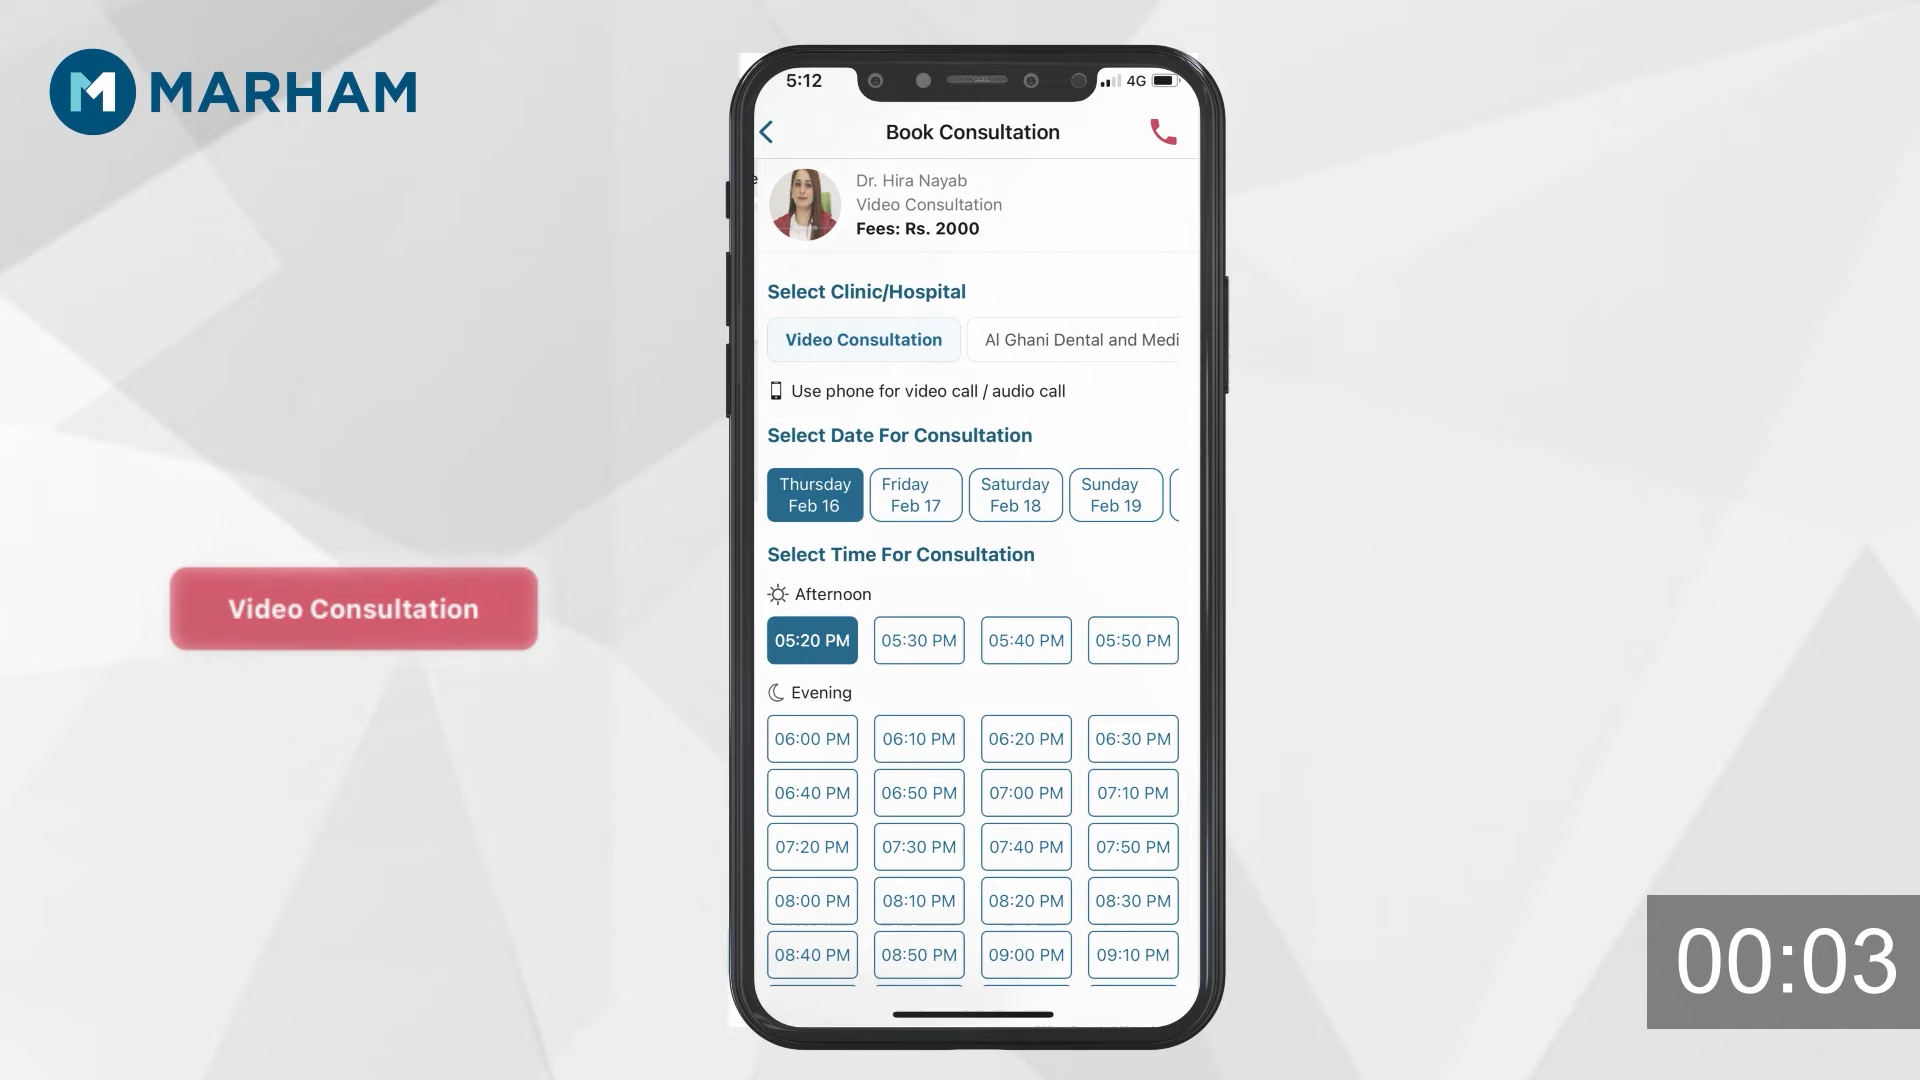 MARHAM
5:12
4G
Book Consultation
Dr. Hira Nayab
Video Consultation
Fees: Rs. 2000
Select Clinic/Hospital
Video Consultation
Al Ghani Dental and Medi
Use phone for video call / audio call
Select Date For Consultation
Thursday
Feb 16
Friday
Feb 17
Saturday
Feb 18
Sunday
Feb 19
Select Time For Consultation
Afternoon
05:20 PM 05:30 PM 05:40 PM 05:50 PM
Evening
06:00 PM 06:10 PM 06:20 PM 06:30 PM
06:40 PM 06:50 PM 07:00 PM 07:10 PM
07:20 PM 07:30 PM 07:40 PM 07:50 PM
08:00 PM 08:10 PM 08:20 PM 08:30 PM
08:40 PM 08:50 PM 09:00 PM 09:10 PM
Video Consultation
00:03